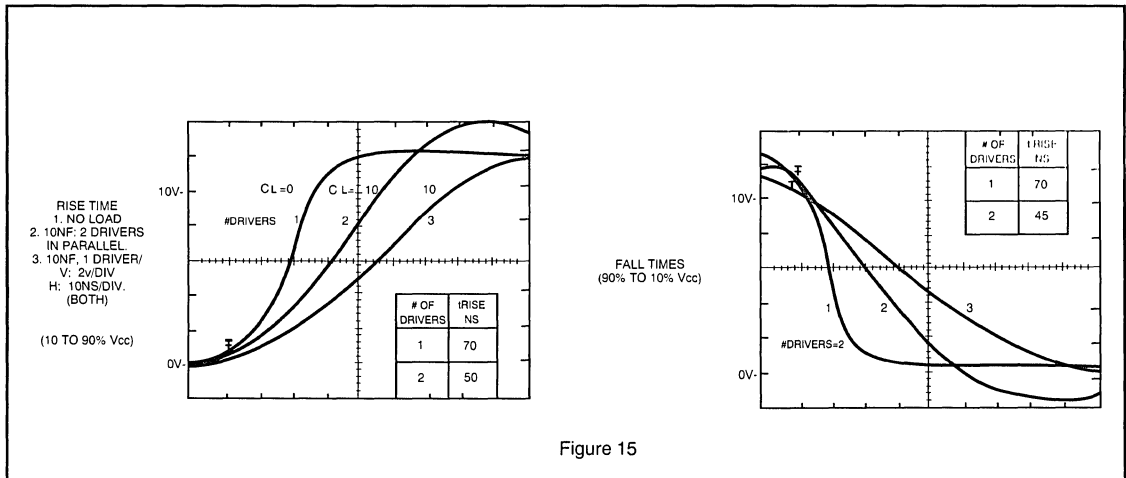 RISE TIME
1. NO LOAD
2. 10NF: 2 DRIVERS
IN PARALLEL.
3. 10NF, 1 DRIVER/
V: 2v/DIV
H: 10NS/DIV.
(BOTH)
(10 TO 90% Vcc)
10V-
0V-
CL=0
CL=
10
10
#DRIVERS
1
2
3
# OF DRIVERS
tRISE NS
1
70
2
50
FALL TIMES
(90% TO 10% Vcc)
10V-
0V-
# OF DRIVERS
tRISE NS
1
70
2
45
1
2
3
#DRIVERS=2
Figure 15